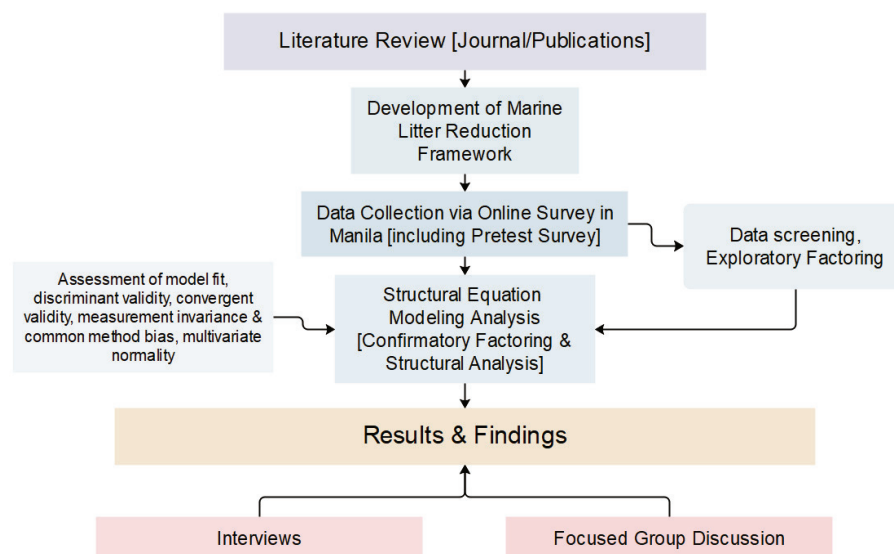 Literature Review [Journal/Publications]
Development of Marine
Litter Reduction
Framework
Data Collection via Online Survey in
Manila [including Pretest Survey]
Data screening,
Exploratory Factoring
Assessment of model fit,
discriminant validity, convergent
validity, measurement invariance &
common method bias, multivariate
normality
Structural Equation
Modeling Analysis
[Confirmatory Factoring &
Structural Analysis]
Results & Findings
Interviews
Focused Group Discussion